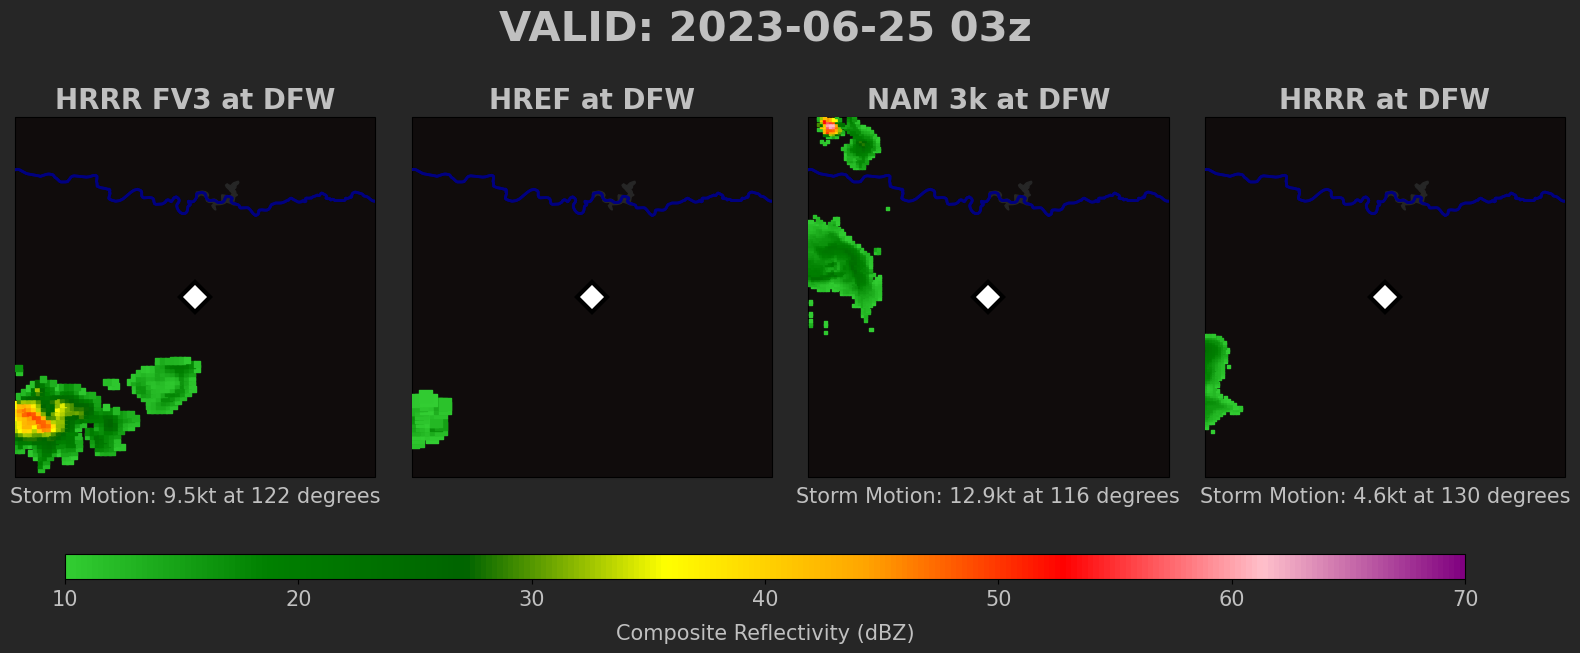 VALID: 2023-06-25 03z
HRRR FV3 at DFW
HREF at DFW
NAM 3k at DFW
HRRR at DFW
Storm Motion: 9.5kt at 122 degrees
Storm Motion: 12.9kt at 116 degrees
Storm Motion: 4.6kt at 130 degrees
10 20 30 40 50 60 70
Composite Reflectivity (dBZ)